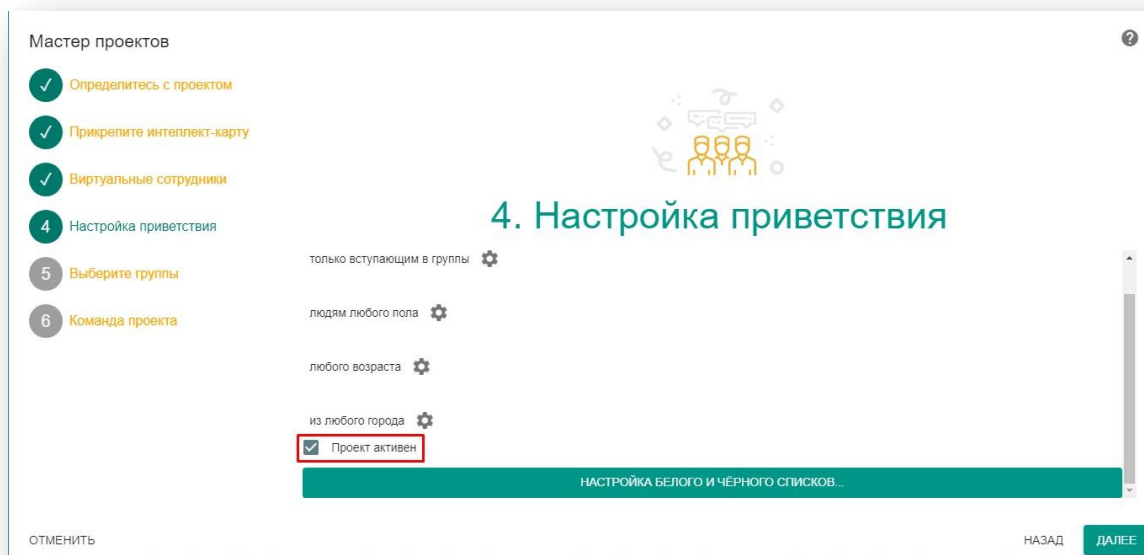 Мастер проектов
Определитесь с проектом
Прикрепите интеллект-карту
Виртуальные сотрудники
4 Настройка приветствия
5 Выберите группы
6 Команда проекта
4. Настройка приветствия
только вступающим в группы
людям любого пола
любого возраста
из любого города
Проект активен
НАСТРОЙКА БЕЛОГО И ЧЁРНОГО СПИСКОВ...
ОТМЕНИТЬ
НАЗАД
ДАЛЕЕ